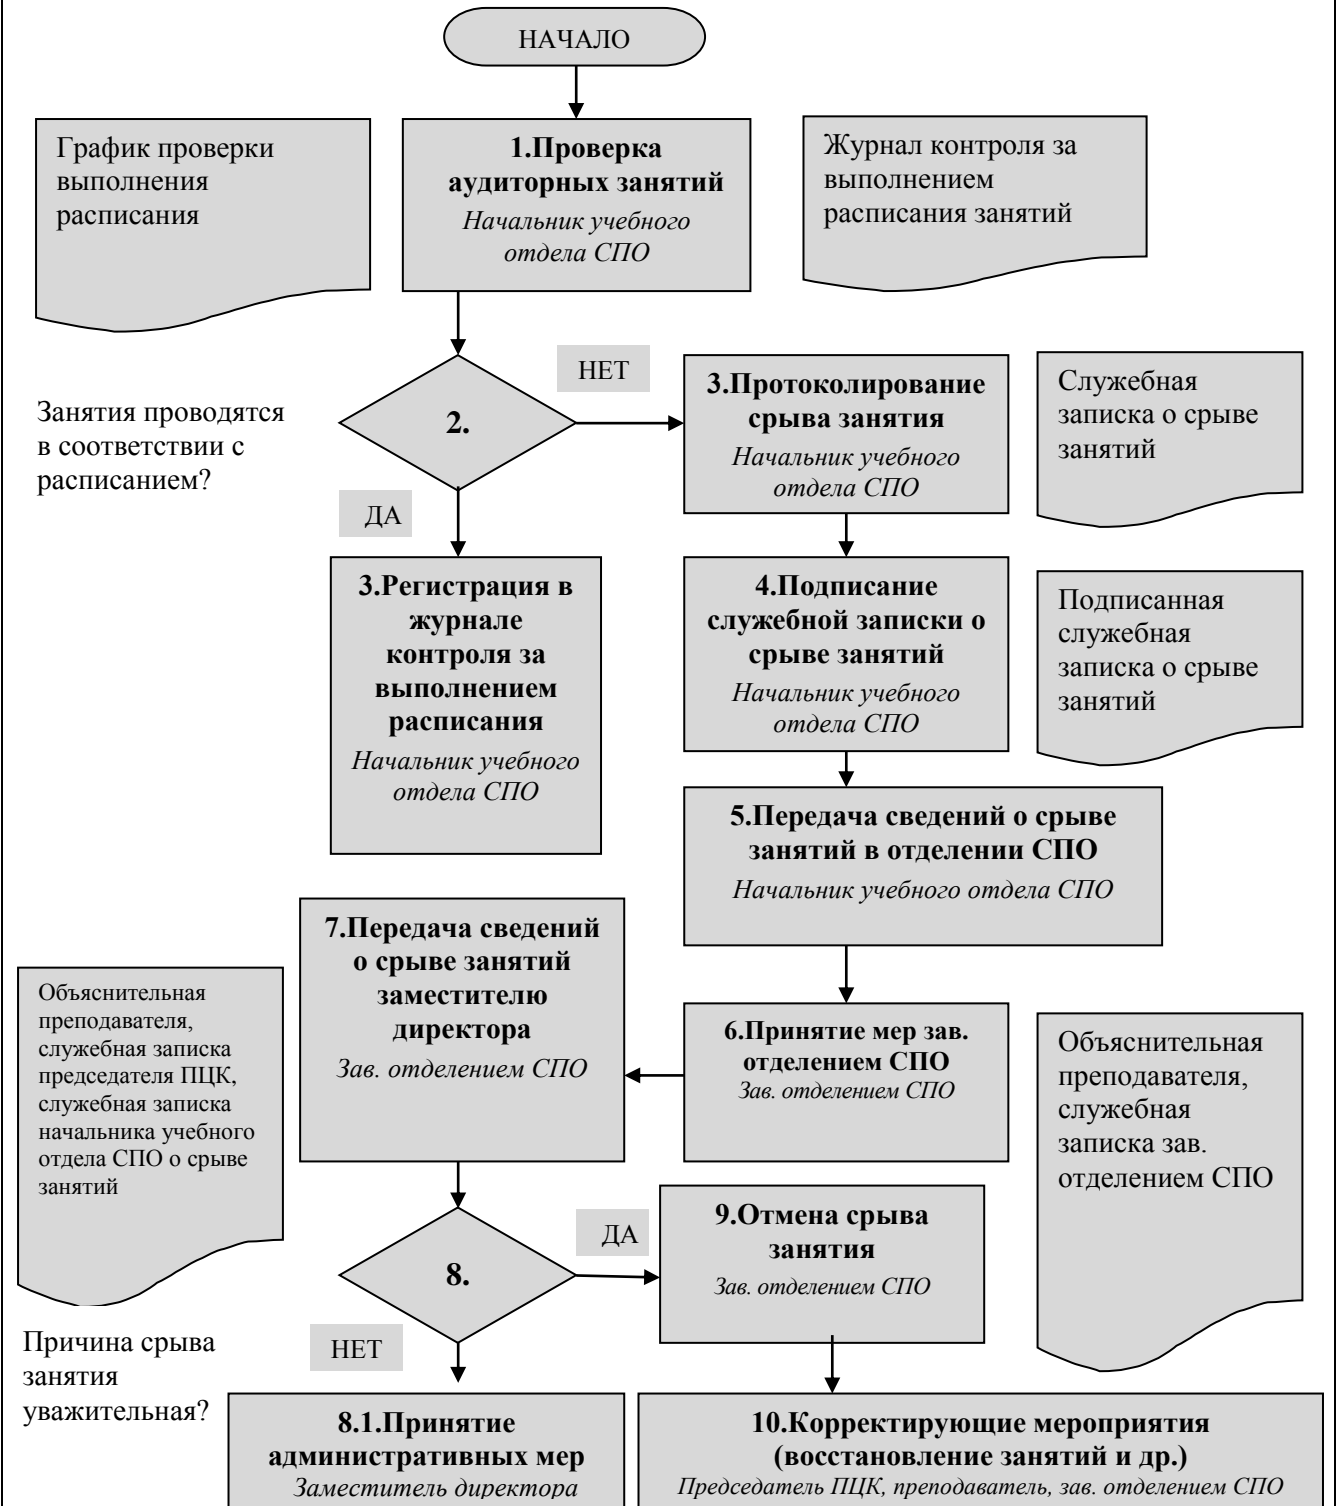 НАЧАЛО
График проверки
выполнения
расписания
1.Проверка
аудиторных занятий
Начальник учебного
отдела СПО
Журнал контроля за
выполнением
расписания занятий
Занятия проводятся
в соответствии с
расписанием?
2.
НЕТ
3.Протоколирование
срыва занятия
Начальник учебного
отдела СПО
Служебная
записка о срыве
занятий
ДА
3.Регистрация в
журнале
контроля за
выполнением
расписания
Начальник учебного
отдела СПО
4.Подписание
служебной записки о
срыве занятий
Начальник учебного
отдела СПО
Подписанная
служебная
записка о срыве
занятий
5.Передача сведений о срыве
занятий в отделении СПО
Начальник учебного отдела СПО
7.Передача сведений
о срыве занятий
заместителю
директора
Зав. отделением СПО
6.Принятие мер зав.
отделением СПО
Зав. отделением СПО
Объяснительная
преподавателя,
служебная записка
председателя ПЦК,
служебная записка
начальника учебного
отдела СПО о срыве
занятий
Объяснительная
преподавателя,
служебная
записка зав.
отделением СПО
8.
ДА
9.Отмена срыва
занятия
Зав. отделением СПО
Причина срыва
занятия
уважительная?
НЕТ
8.1.Принятие
административных мер
Заместитель директора
10.Корректирующие мероприятия
(восстановление занятий и др.)
Председатель ПЦК, преподаватель, зав. отделением СПО